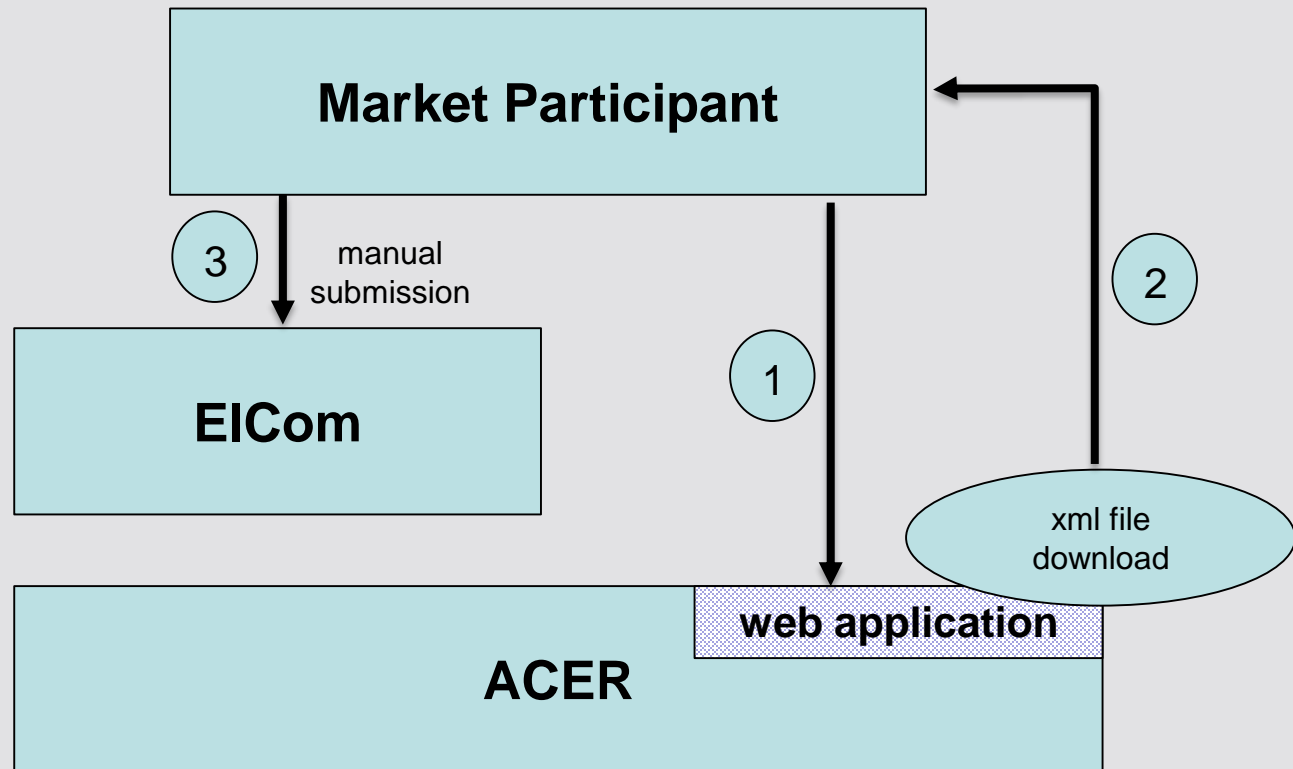 Market Participant
3
manual
submission
2
1
ElCom
xml file
download
web application
ACER